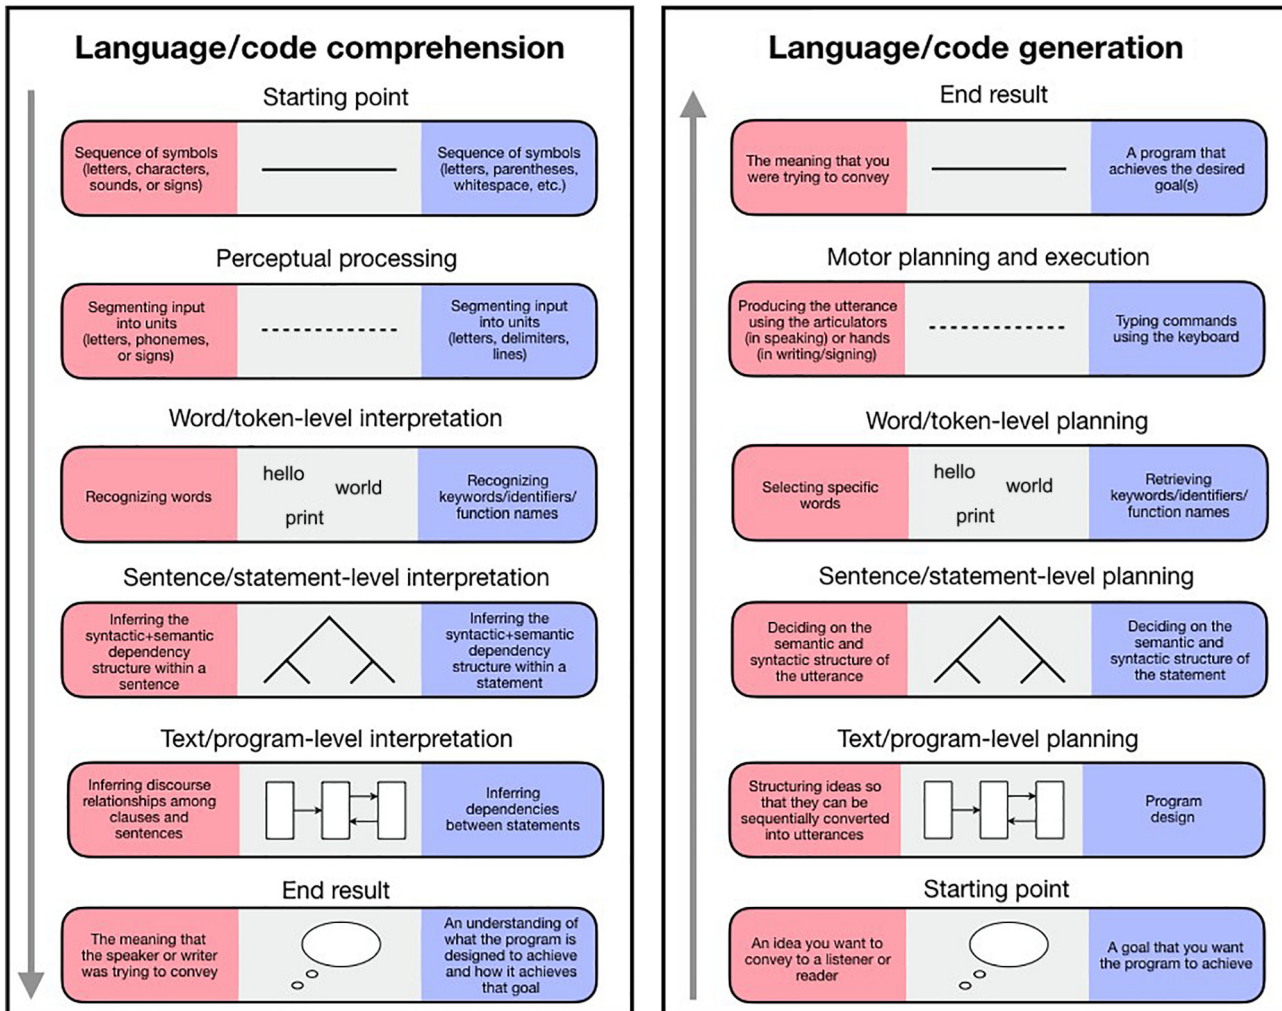 Language/code comprehension
Starting point
Sequence of symbols
(letters, characters,
sounds, or signs)
Sequence of symbols
(letters, parentheses,
whitespace, etc.)
Perceptual processing
Segmenting input
into units
(letters, phonemes,
or signs)
Segmenting input
into units
(letters, delimiters,
lines)
Word/token-level interpretation
Recognizing words
hello
world
print
Recognizing
keywords/identifiers/
function names
Sentence/statement-level interpretation
Inferring the
syntactic+semantic
dependency
structure within a
sentence
Inferring the
syntactic+semantic
dependency
structure within a
statement
Text/program-level interpretation
Inferring discourse
relationships among
clauses and
sentences
Inferring
dependencies
between statements
End result
The meaning that
the speaker or writer
was trying to convey
An understanding of
what the program is
designed to achieve
and how it achieves
that goal
Language/code generation
End result
The meaning that you
were trying to convey
A program that
achieves the desired
goal(s)
Motor planning and execution
Producing the utterance
using the articulators
(in speaking) or hands
(in writing/signing)
Typing commands
using the keyboard
Word/token-level planning
Selecting specific
words
hello
world
print
Retrieving
keywords/identifiers/
function names
Sentence/statement-level planning
Deciding on the
semantic and
syntactic structure of
the utterance
Deciding on the
semantic and
syntactic structure of
the statement
Text/program-level planning
Structuring ideas so
that they can be
sequentially converted
into utterances
Program
design
Starting point
An idea you want to
convey to a listener or
reader
A goal that you want
the program to achieve